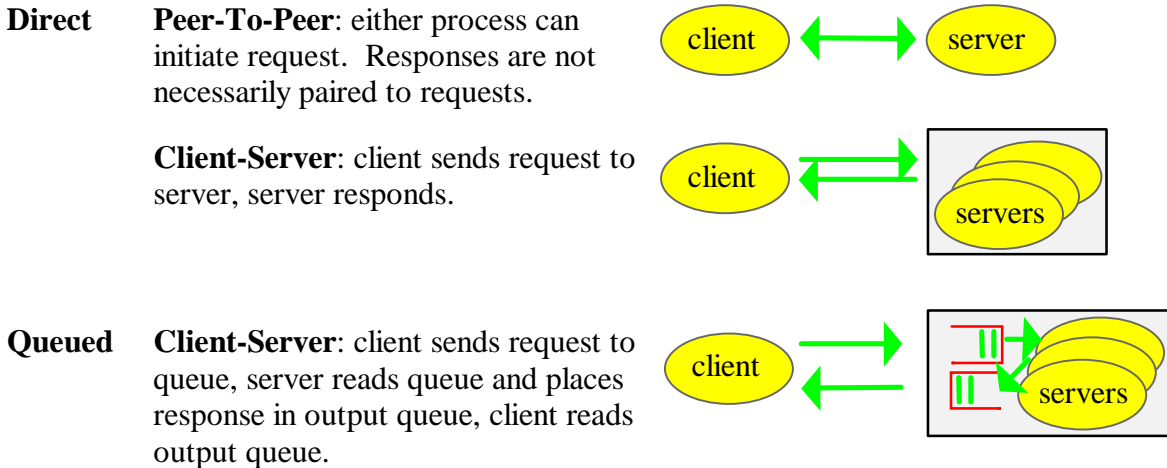 Direct Peer-To-Peer: either process can
initiate request. Responses are not
necessarily paired to requests.
client server
Client-Server: client sends request to
server, server responds.
client servers
Queued Client-Server: client sends request to
queue, server reads queue and places
response in output queue, client reads
output queue.
client servers